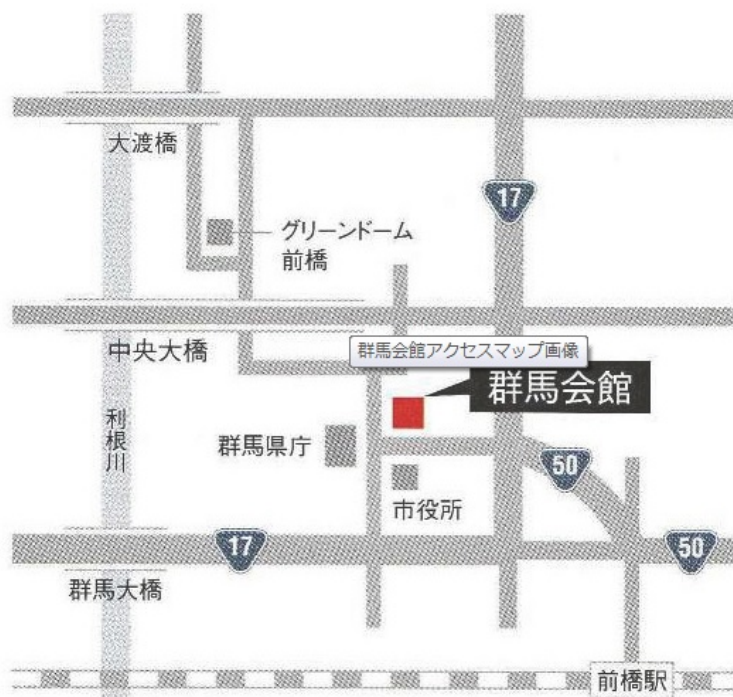 大渡橋
17
グリーンドーム
前橋
中央大橋
群馬会館アクセスマップ画像
群馬会館
利根川
群馬県庁
50
市役所
17
50
群馬大橋
前橋駅